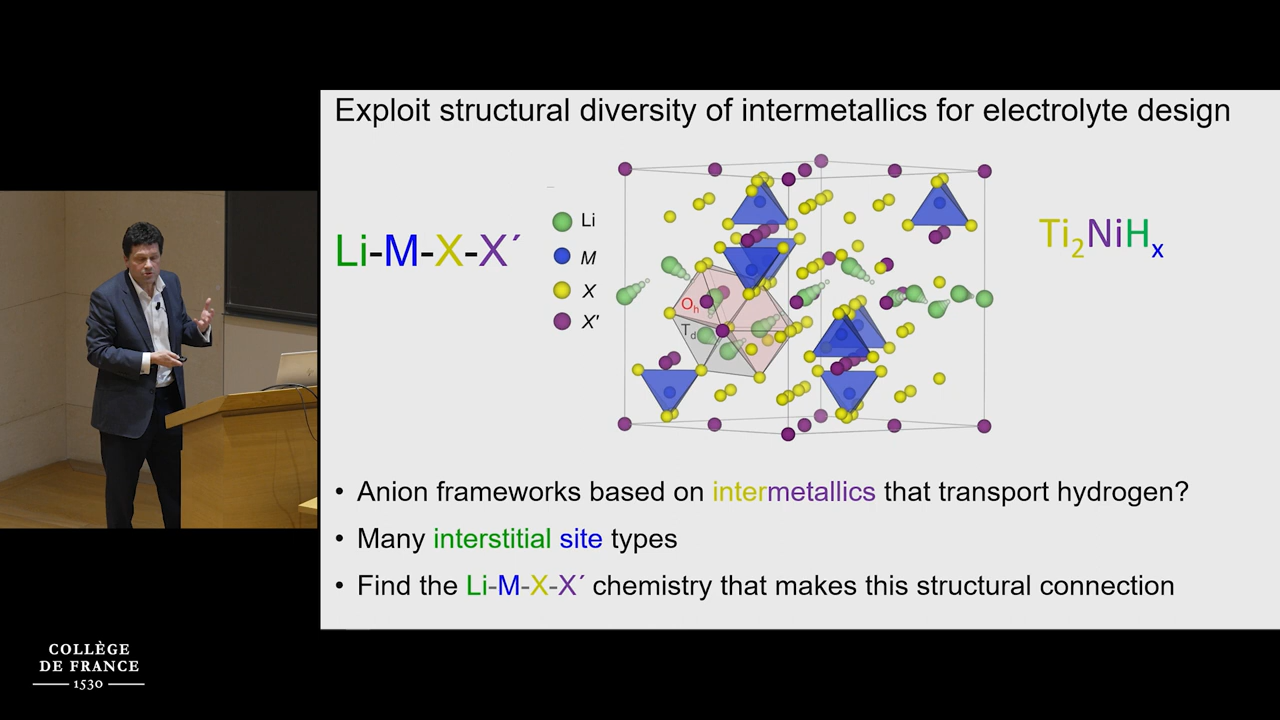 Exploit structural diversity of intermetallics for electrolyte design
Li-M-X-X´
Li
M
X
X'
Ti₂NiHₓ
Oₕ
T_d
• Anion frameworks based on intermetallics that transport hydrogen?
• Many interstitial site types
• Find the Li-M-X-X´ chemistry that makes this structural connection
COLLÈGE
DE FRANCE
1530